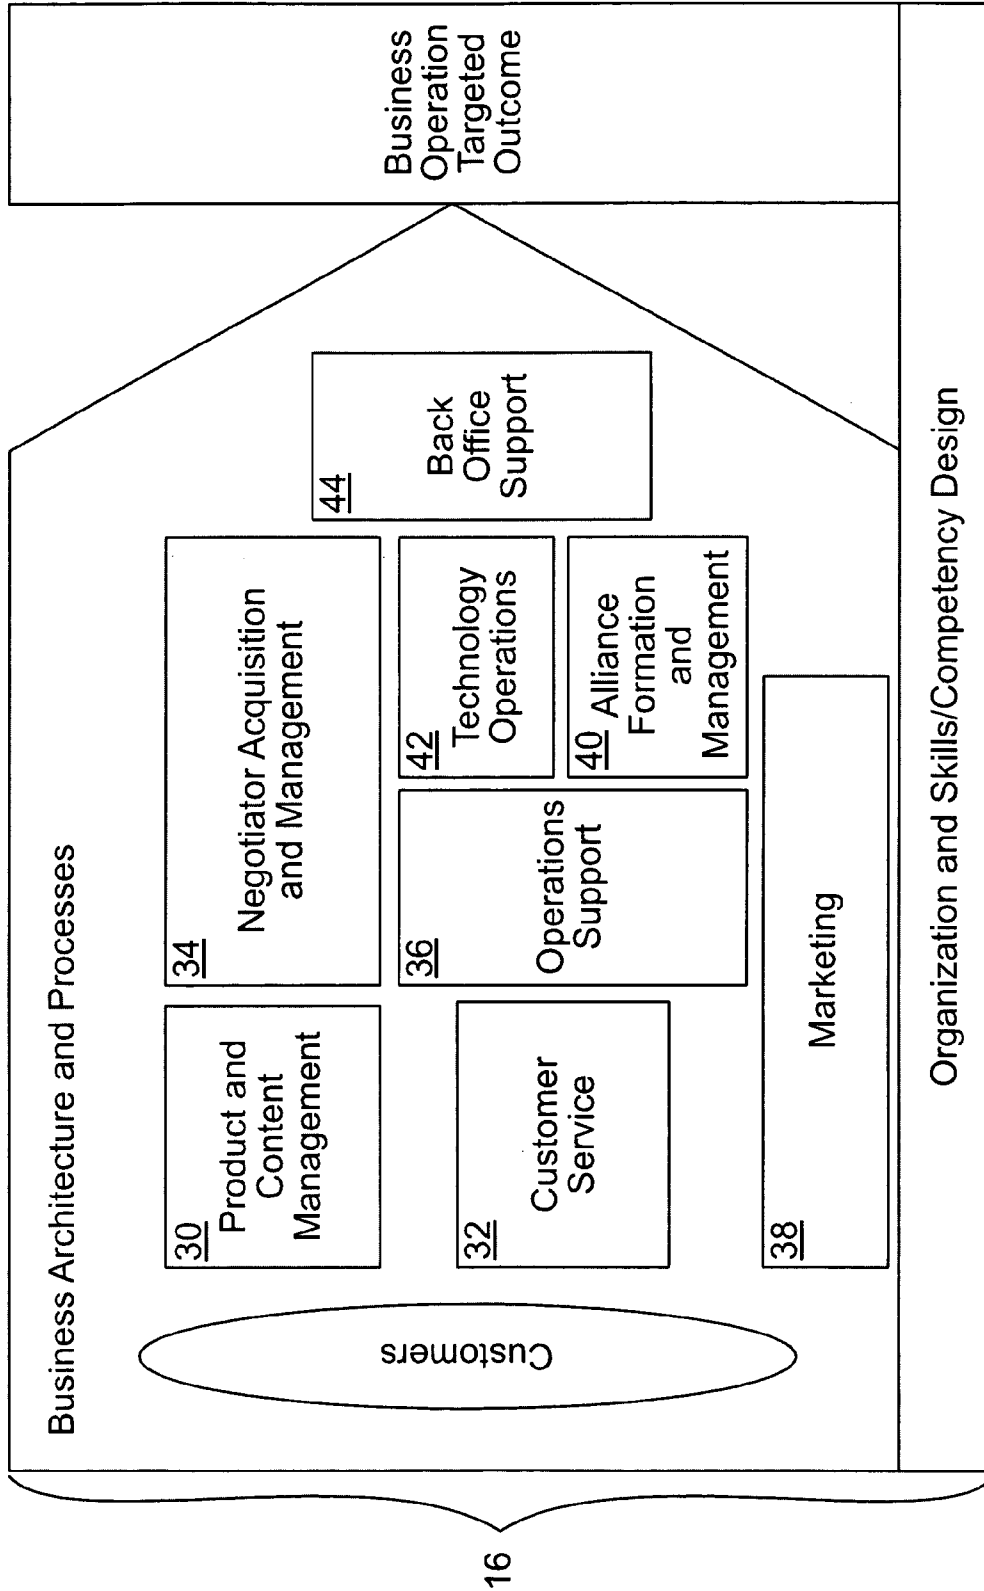 16
Business Architecture and Processes
Customers
30
Product and
Content
Management
34
Negotiator Acquisition
and Management
32
Customer
Service
36
Operations
Support
42
Technology
Operations
40
Alliance
Formation
and
Management
38
Marketing
44
Back
Office
Support
Business
Operation
Targeted
Outcome
Organization and Skills/Competency Design